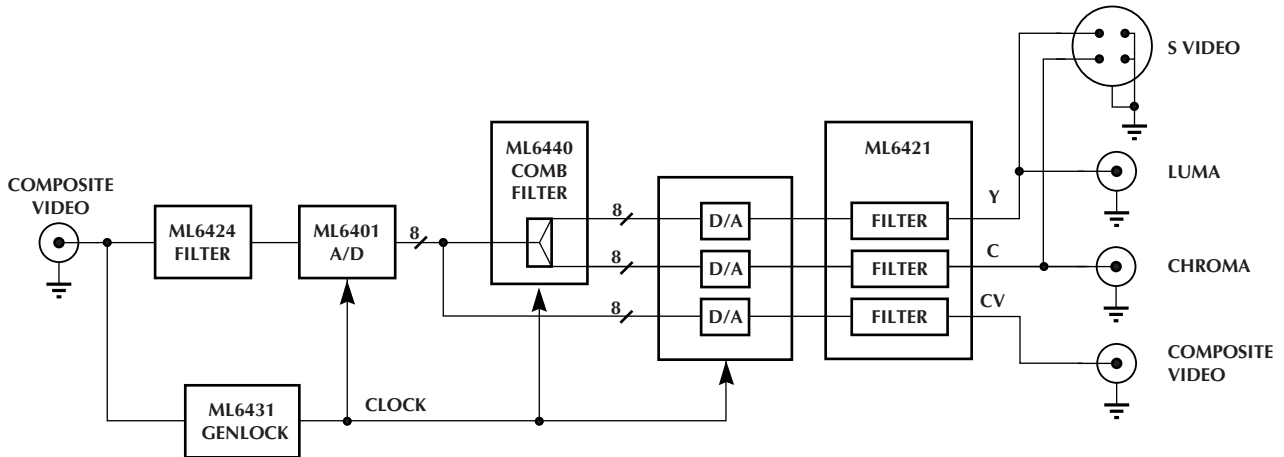 S VIDEO
ML6440
COMB
FILTER
ML6421
COMPOSITE
VIDEO
LUMA
8
D/A
FILTER
Y
ML6424
FILTER
ML6401
A/D
8
8
D/A
FILTER
C
CHROMA
8
D/A
FILTER
CV
COMPOSITE
VIDEO
ML6431
GENLOCK
CLOCK